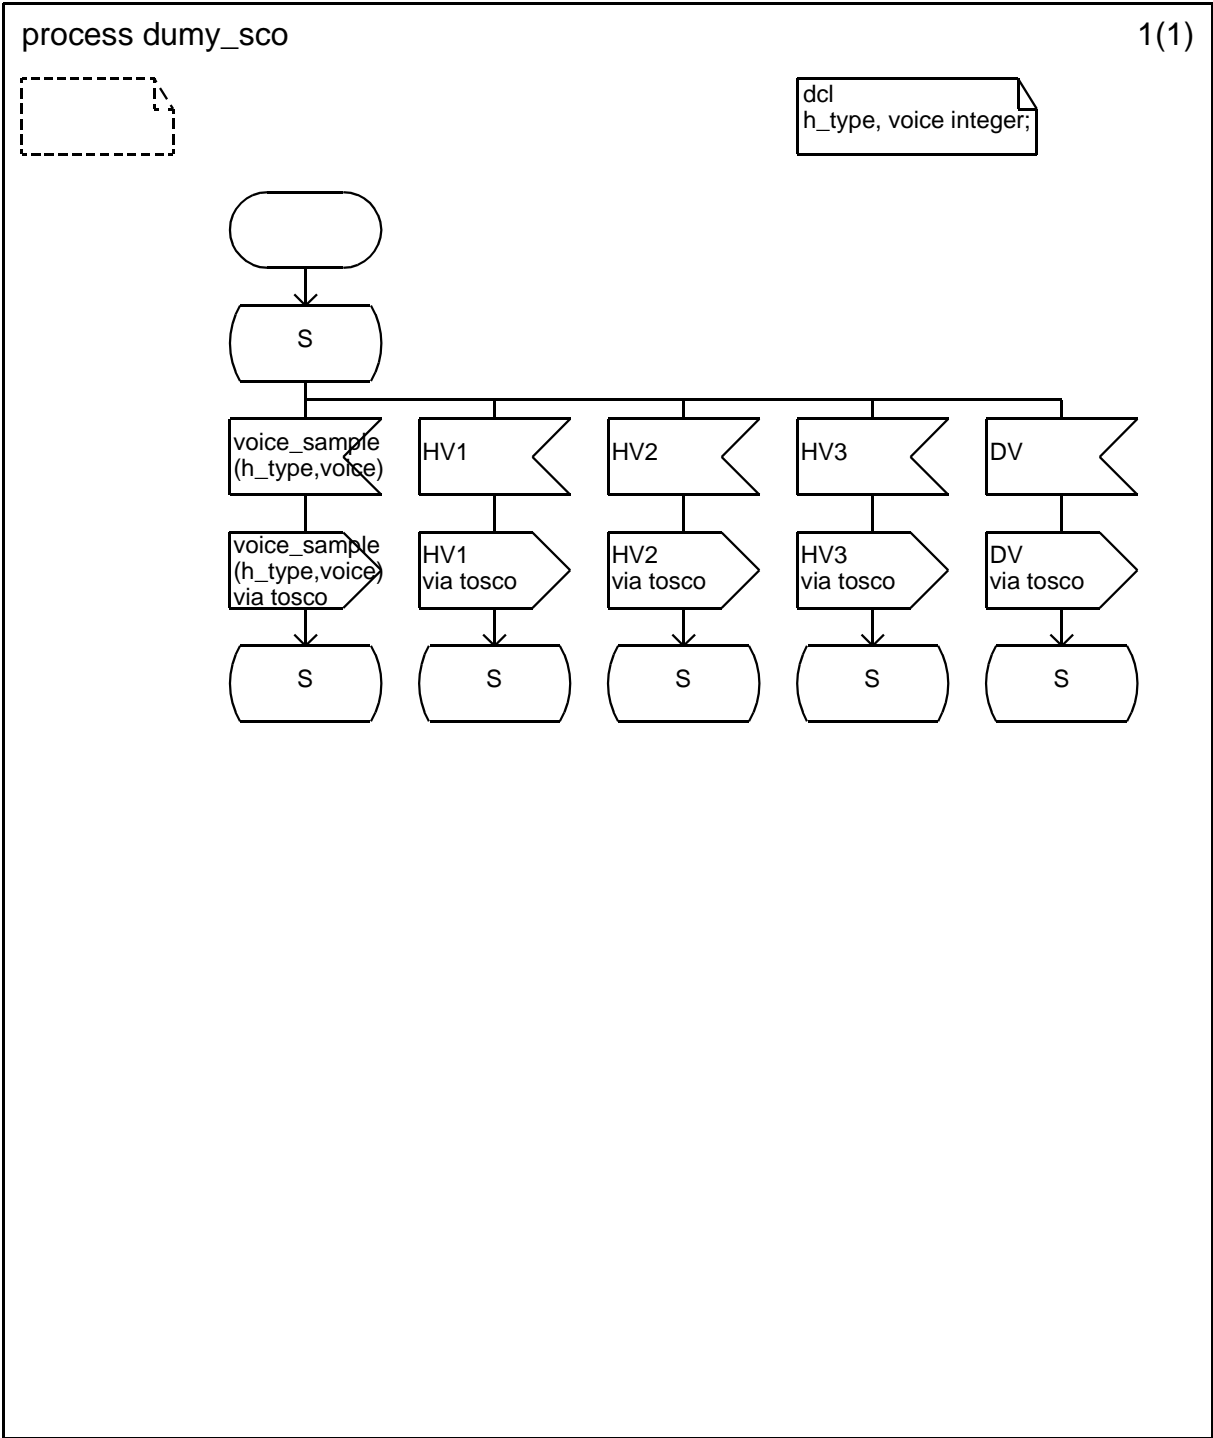 process dumy_sco
1(1)
dcl
h_type, voice integer;
S
voice_sample
(h_type,voice)
HV1
HV2
HV3
DV
voice_sample
(h_type,voice)
via tosco
HV1
via tosco
HV2
via tosco
HV3
via tosco
DV
via tosco
S
S
S
S
S